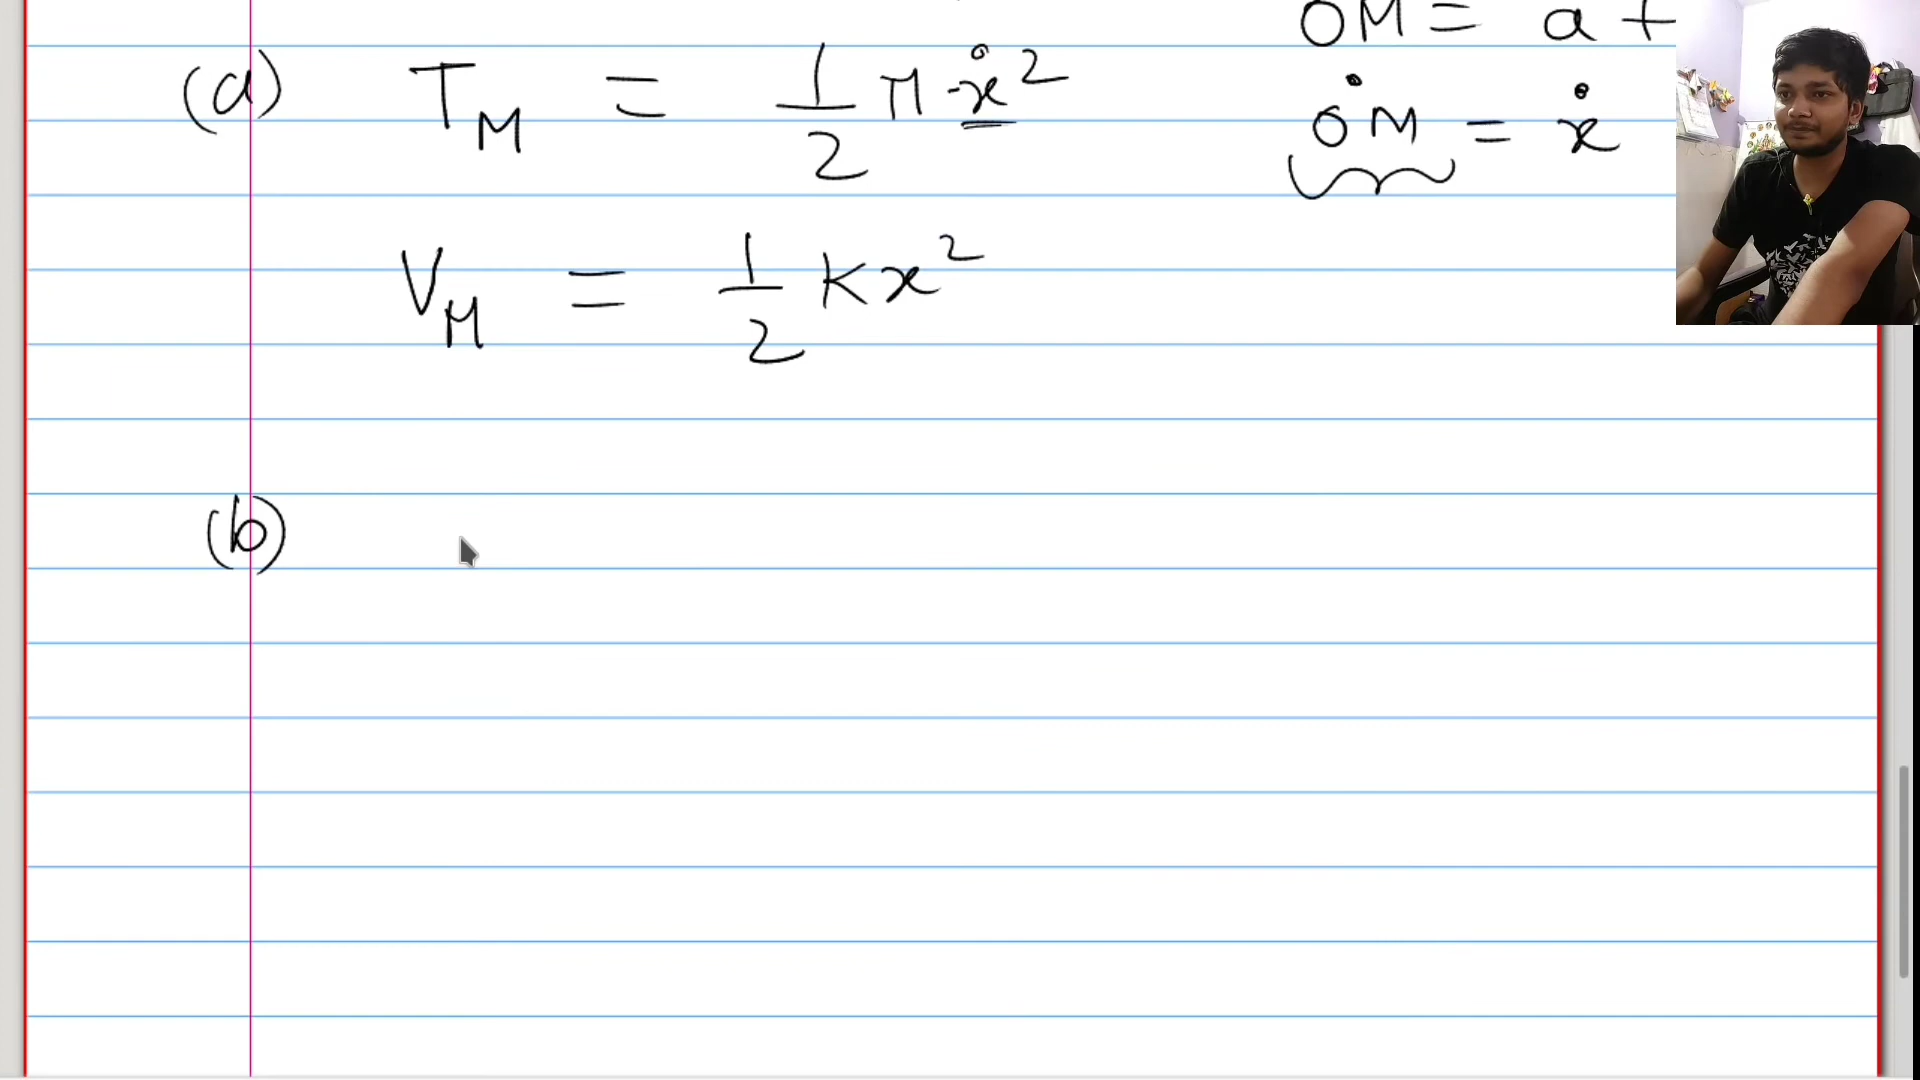 OM = a +
(a) T_M = 1/2 M ẋ²
ȮM = ẋ
V_M = 1/2 K x²
(b)